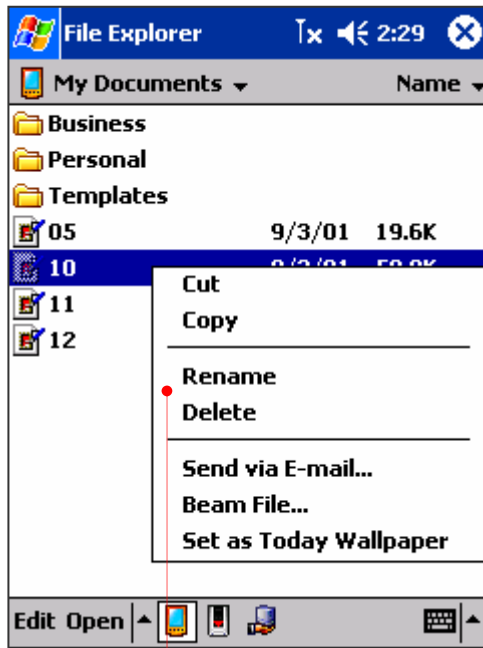 File Explorer 2:29
My Documents Name
Business
Personal
Templates
05 9/3/01 19.6K
10
11
12
Cut
Copy
Rename
Delete
Send via E-mail...
Beam File...
Set as Today Wallpaper
Edit Open